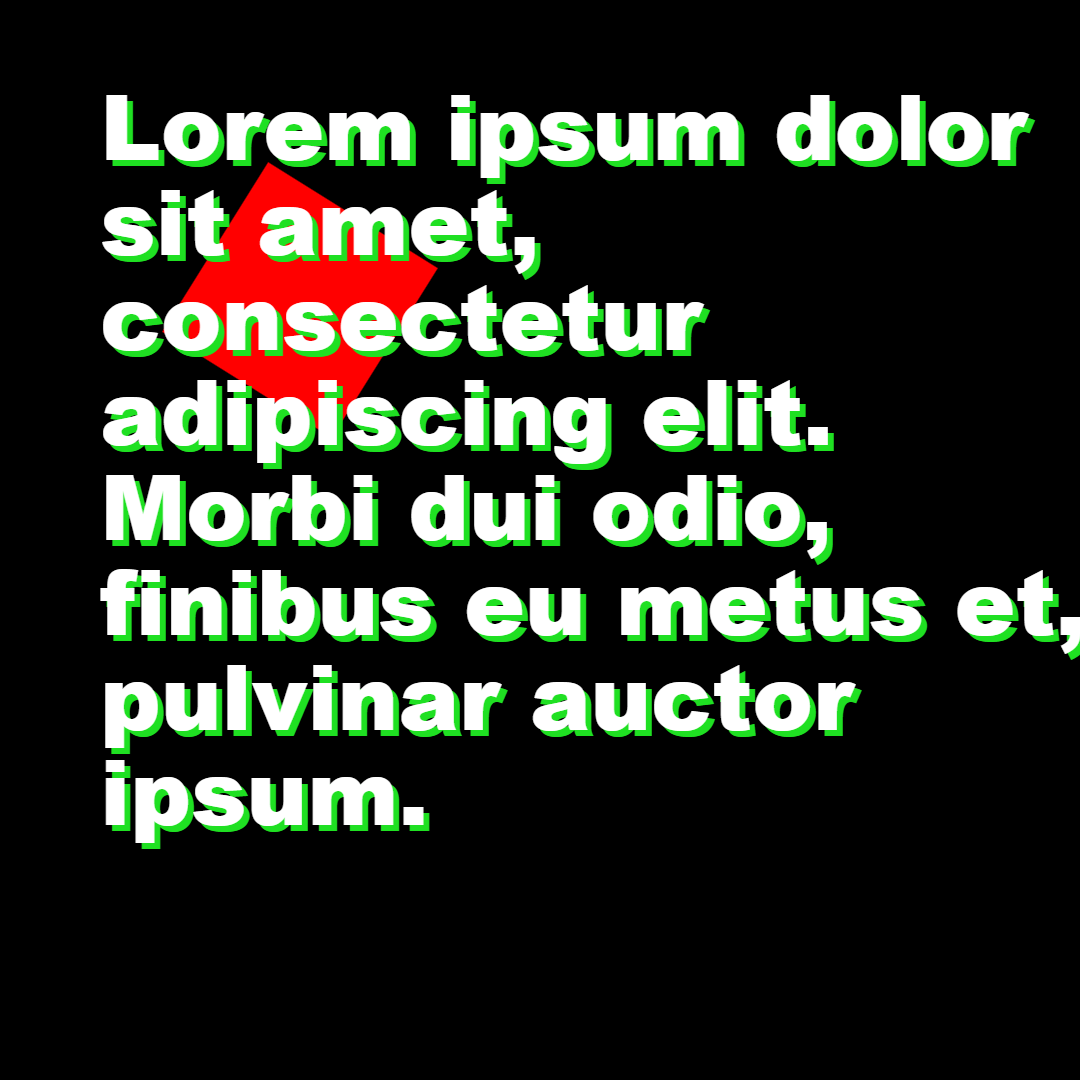 Lorem ipsum dolor
sit amet,
consectetur
adipiscing elit.
Morbi dui odio,
finibus eu metus et,
pulvinar auctor
ipsum.